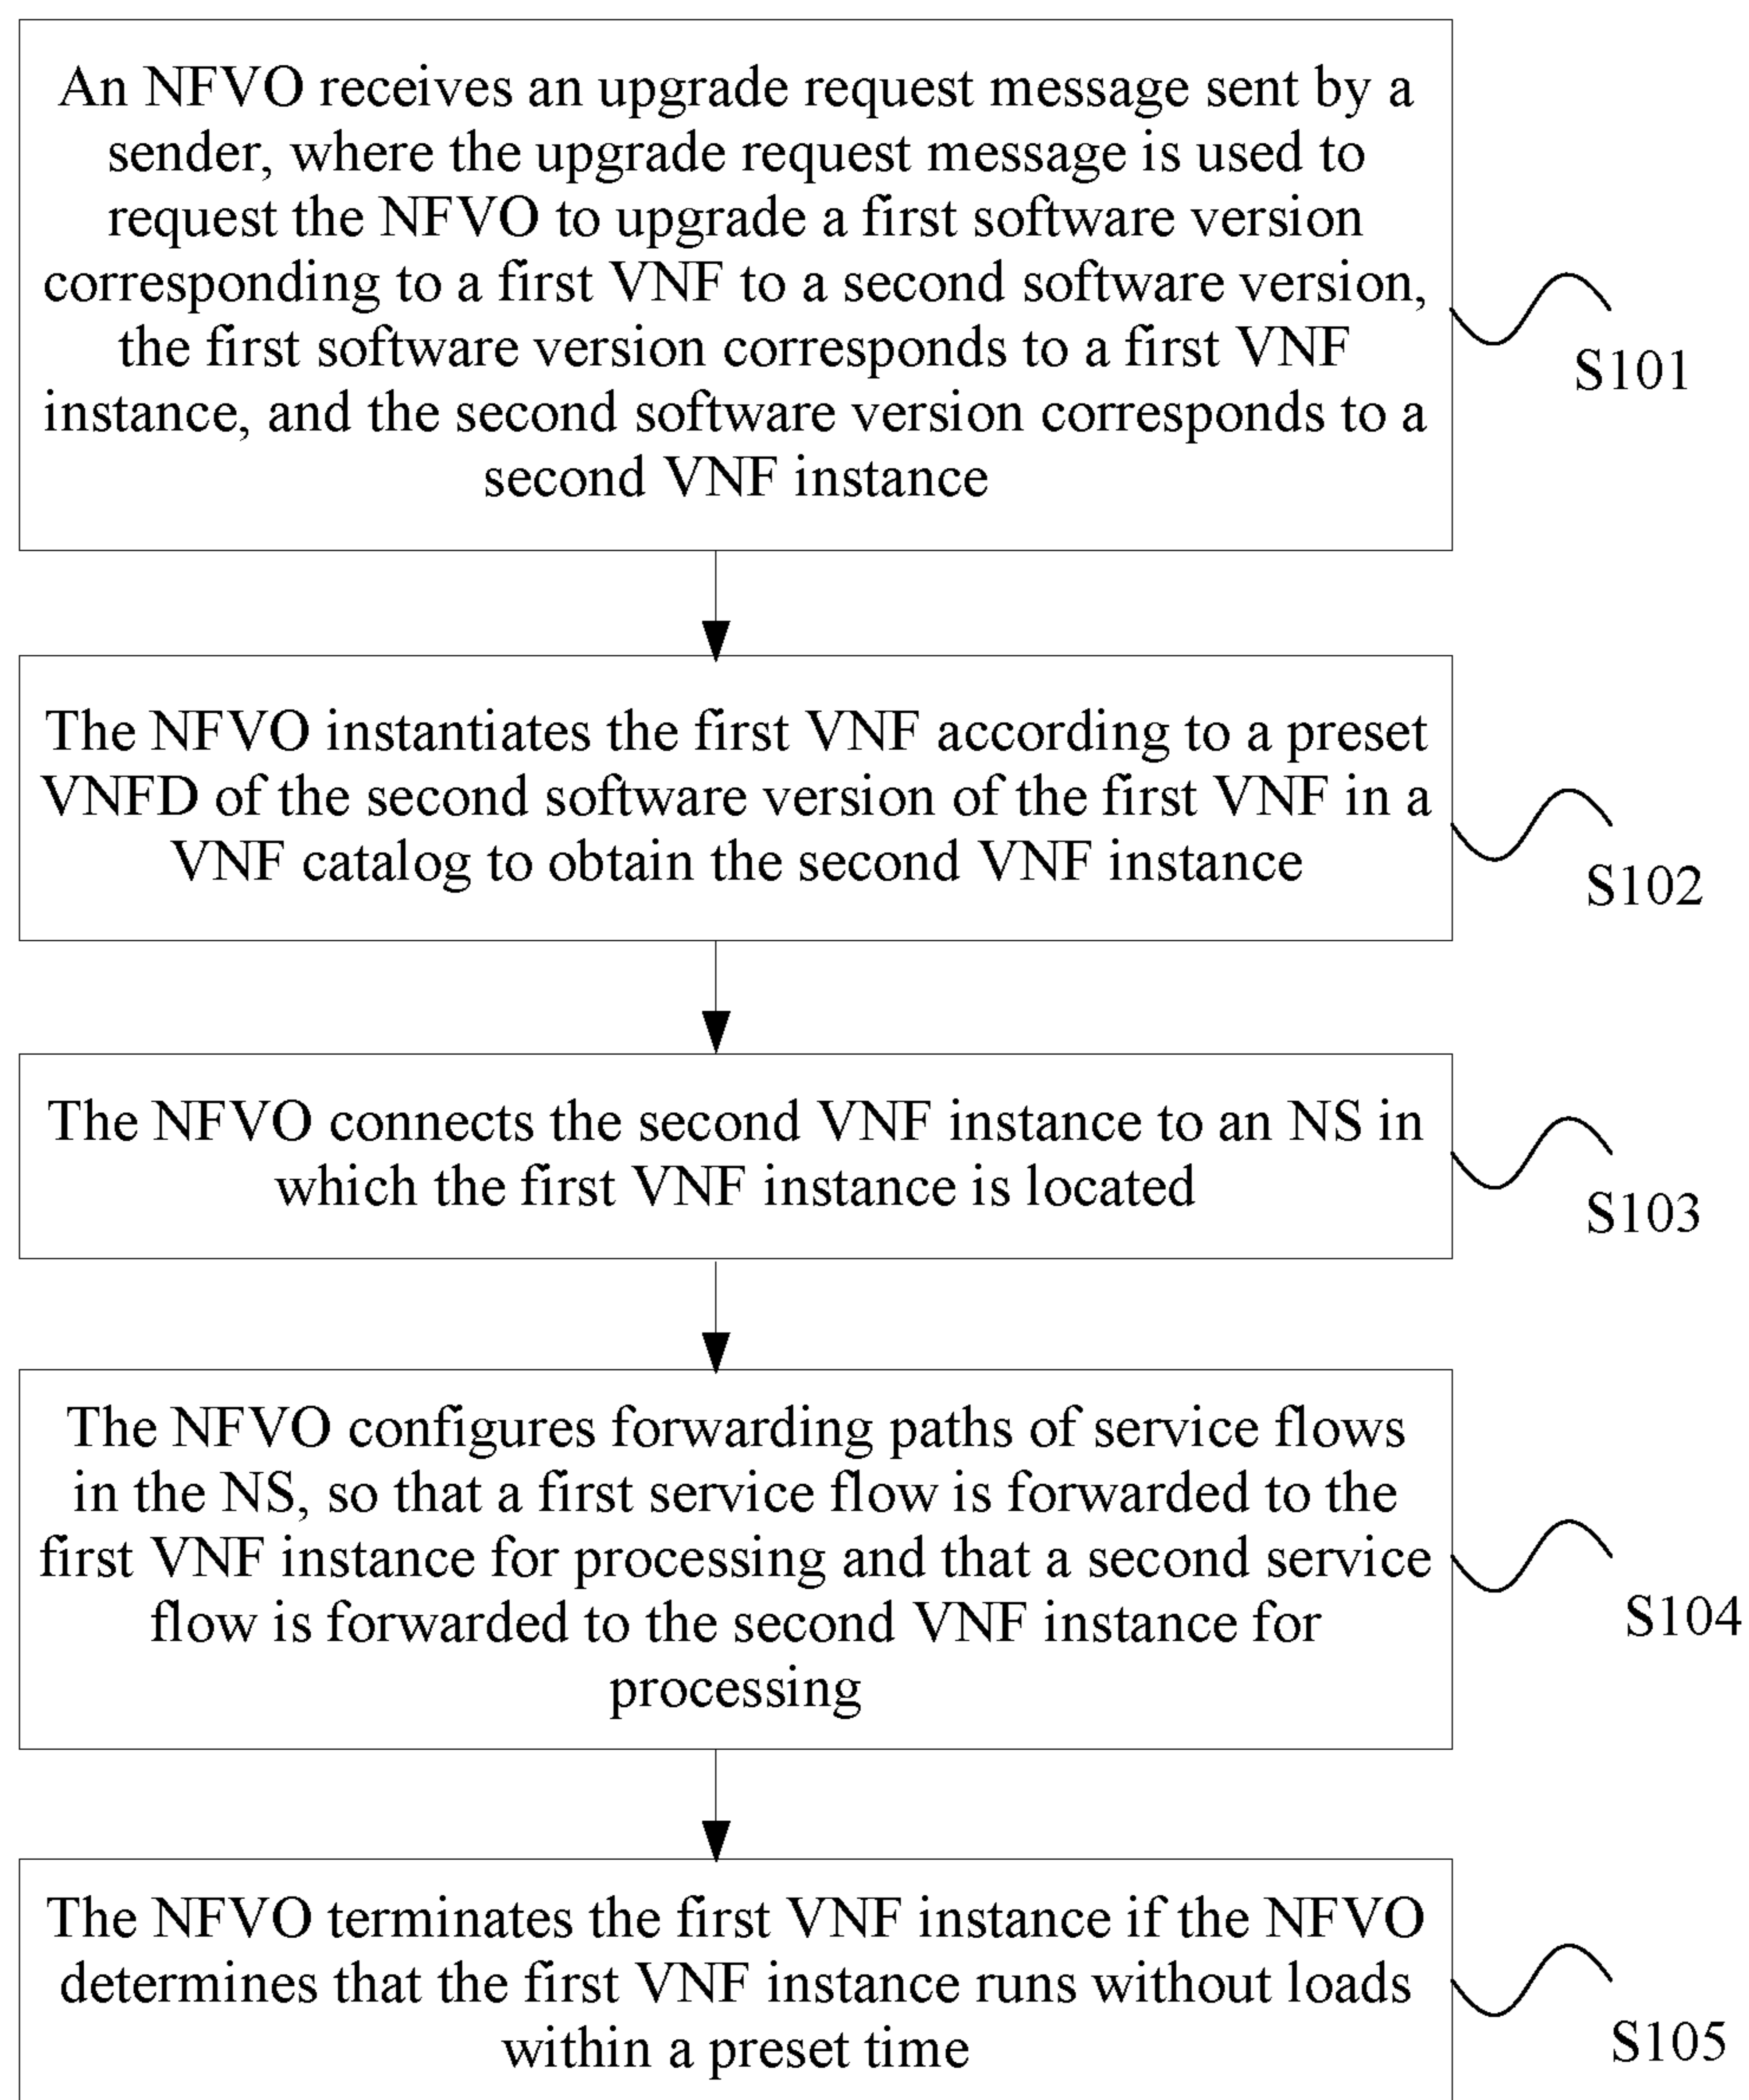 An NFVO receives an upgrade request message sent by a
sender, where the upgrade request message is used to
request the NFVO to upgrade a first software version
corresponding to a first VNF to a second software version,
the first software version corresponds to a first VNF
instance, and the second software version corresponds to a
second VNF instance
S101
The NFVO instantiates the first VNF according to a preset
VNFD of the second software version of the first VNF in a
VNF catalog to obtain the second VNF instance
S102
The NFVO connects the second VNF instance to an NS in
which the first VNF instance is located
S103
The NFVO configures forwarding paths of service flows
in the NS, so that a first service flow is forwarded to the
first VNF instance for processing and that a second service
flow is forwarded to the second VNF instance for
processing
S104
The NFVO terminates the first VNF instance if the NFVO
determines that the first VNF instance runs without loads
within a preset time
S105